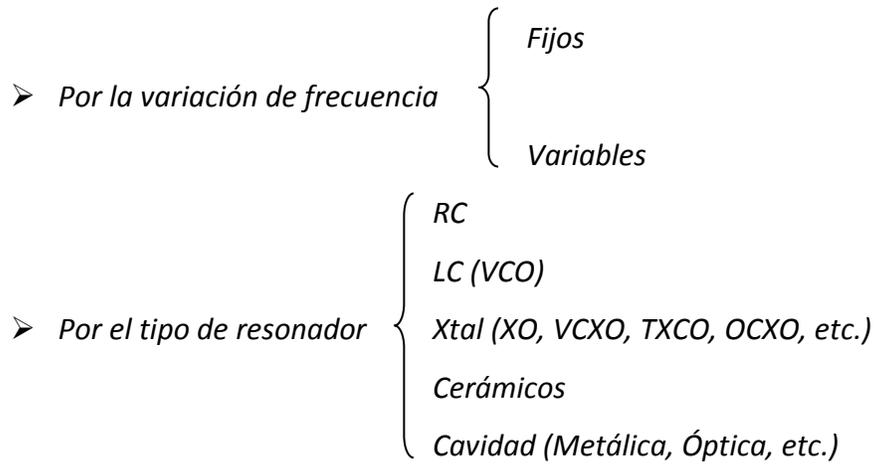 Fijos
➢ Por la variación de frecuencia
Variables
RC
LC (VCO)
➢ Por el tipo de resonador
Xtal (XO, VCXO, TXCO, OCXO, etc.)
Cerámicos
Cavidad (Metálica, Óptica, etc.)